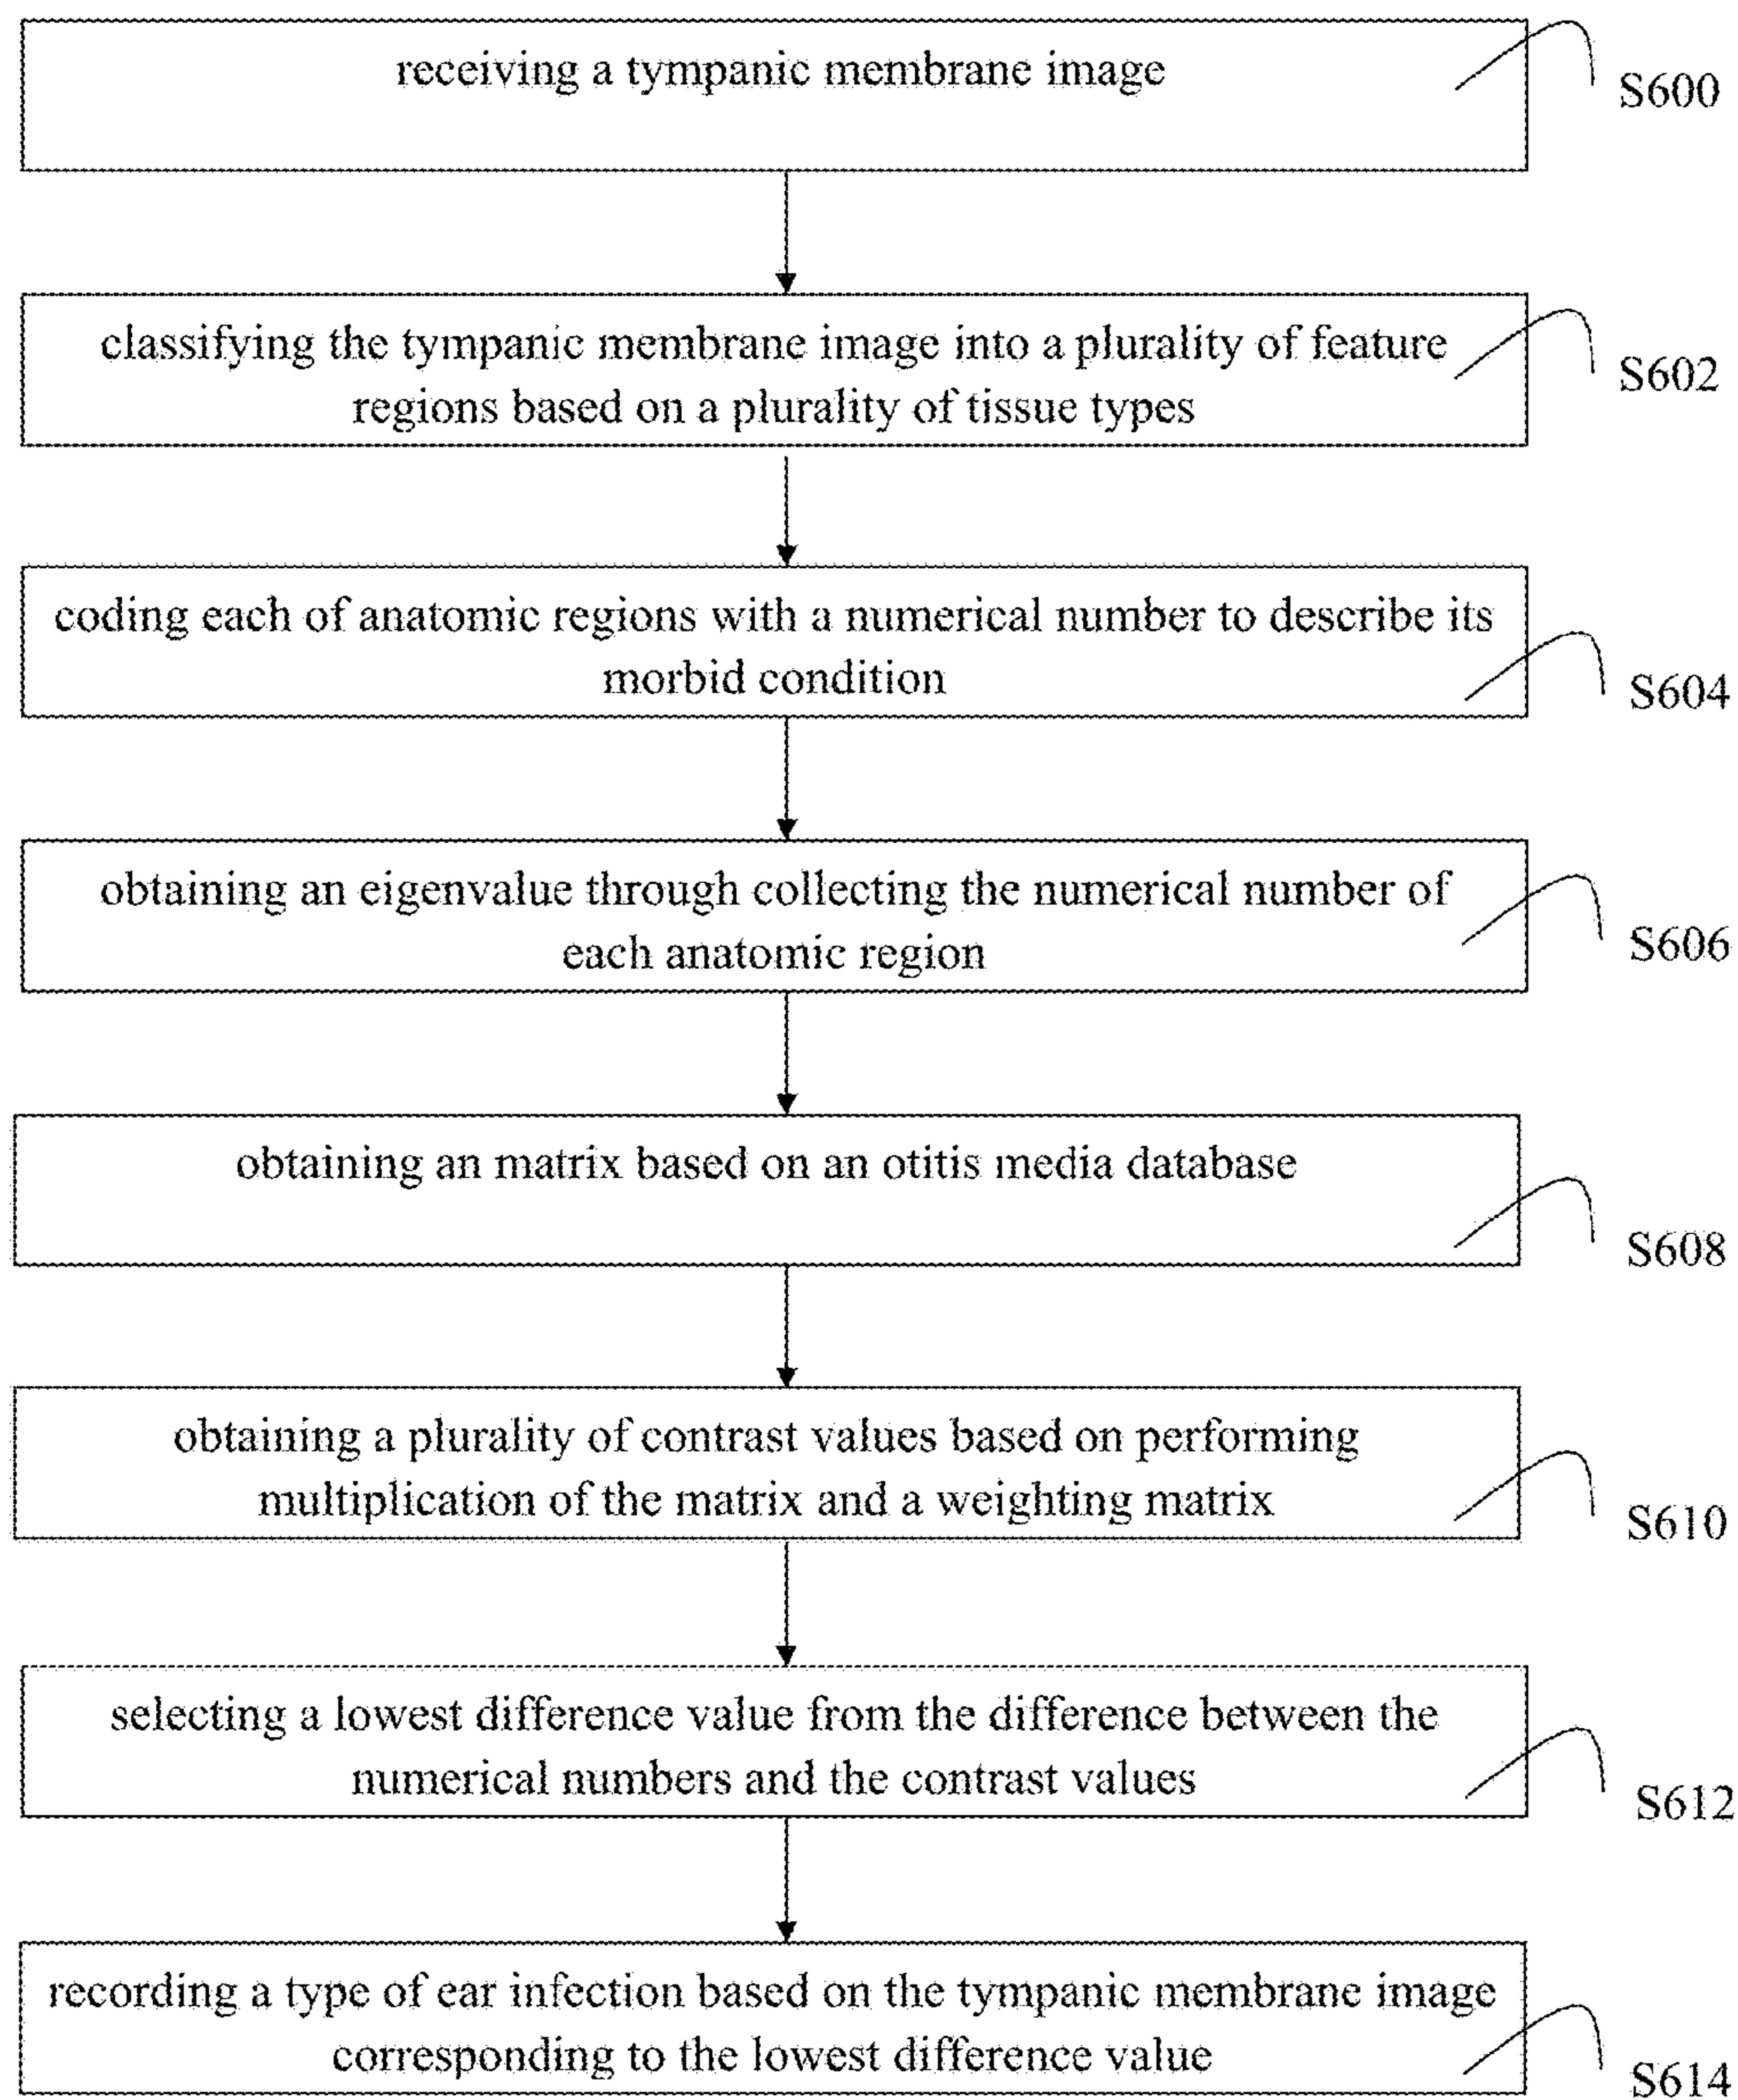 receiving a tympanic membrane image
S600
classifying the tympanic membrane image into a plurality of feature
regions based on a plurality of tissue types
S602
coding each of anatomic regions with a numerical number to describe its
morbid condition
S604
obtaining an eigenvalue through collecting the numerical number of
each anatomic region
S606
obtaining an matrix based on an otitis media database
S608
obtaining a plurality of contrast values based on performing
multiplication of the matrix and a weighting matrix
S610
selecting a lowest difference value from the difference between the
numerical numbers and the contrast values
S612
recording a type of ear infection based on the tympanic membrane image
corresponding to the lowest difference value
S614